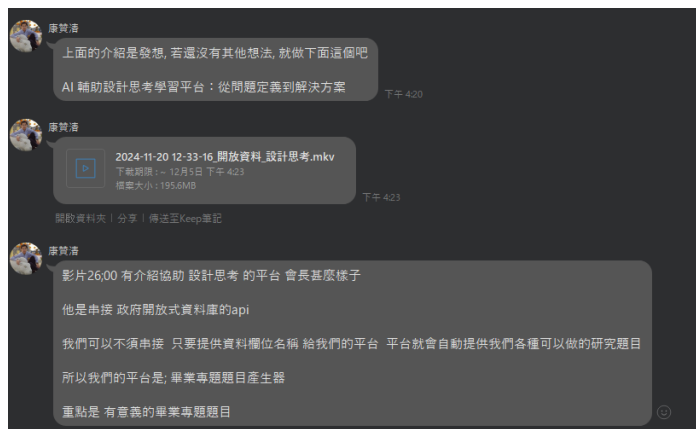 康贊清
上面的介紹是發想, 若還沒有其他想法, 就做下面這個吧
AI 輔助設計思考學習平台：從問題定義到解決方案
下午 4:20
康贊清
2024-11-20 12-33-16_開放資料_設計思考.mkv
下載期限 : ~ 12月5日 下午 4:23
檔案大小 : 195.6MB
下午 4:23
開啟資料夾 | 分享 | 傳送至Keep筆記
康贊清
影片26;00 有介紹協助 設計思考 的平台 會長甚麼樣子
他是串接 政府開放式資料庫的api
我們可以不須串接 只要提供資料欄位名稱 給我們的平台 平台就會自動提供我們各種可以做的研究題目
所以我們的平台是; 畢業專題題目產生器
重點是 有意義的畢業專題題目